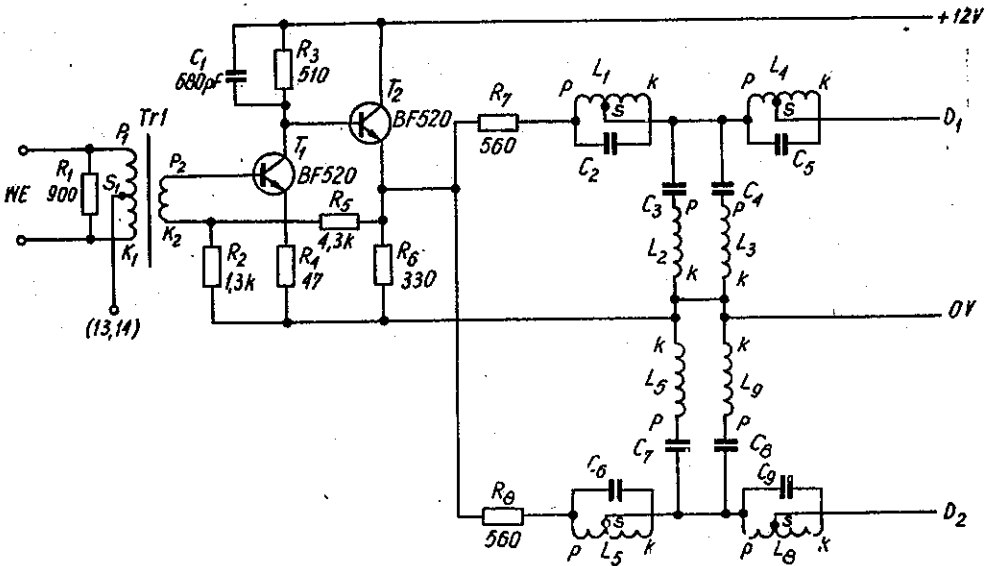 +12V
C1
680pF
R3
510
T2
BF520
R7
560
P
L1
K
S
C2
P
L4
K
S
C5
D1
Tr1
P1
WE
R1
900
S1
K1
(13,14)
P2
K2
T1
BF520
R5
4,3k
R2
1,3k
R4
47
R6
330
C3
P
L2
K
C4
P
L3
K
0V
K
L5
P
C7
K
L9
P
C8
R8
560
C6
S
P
L5
K
C9
S
P
L8
K
D2